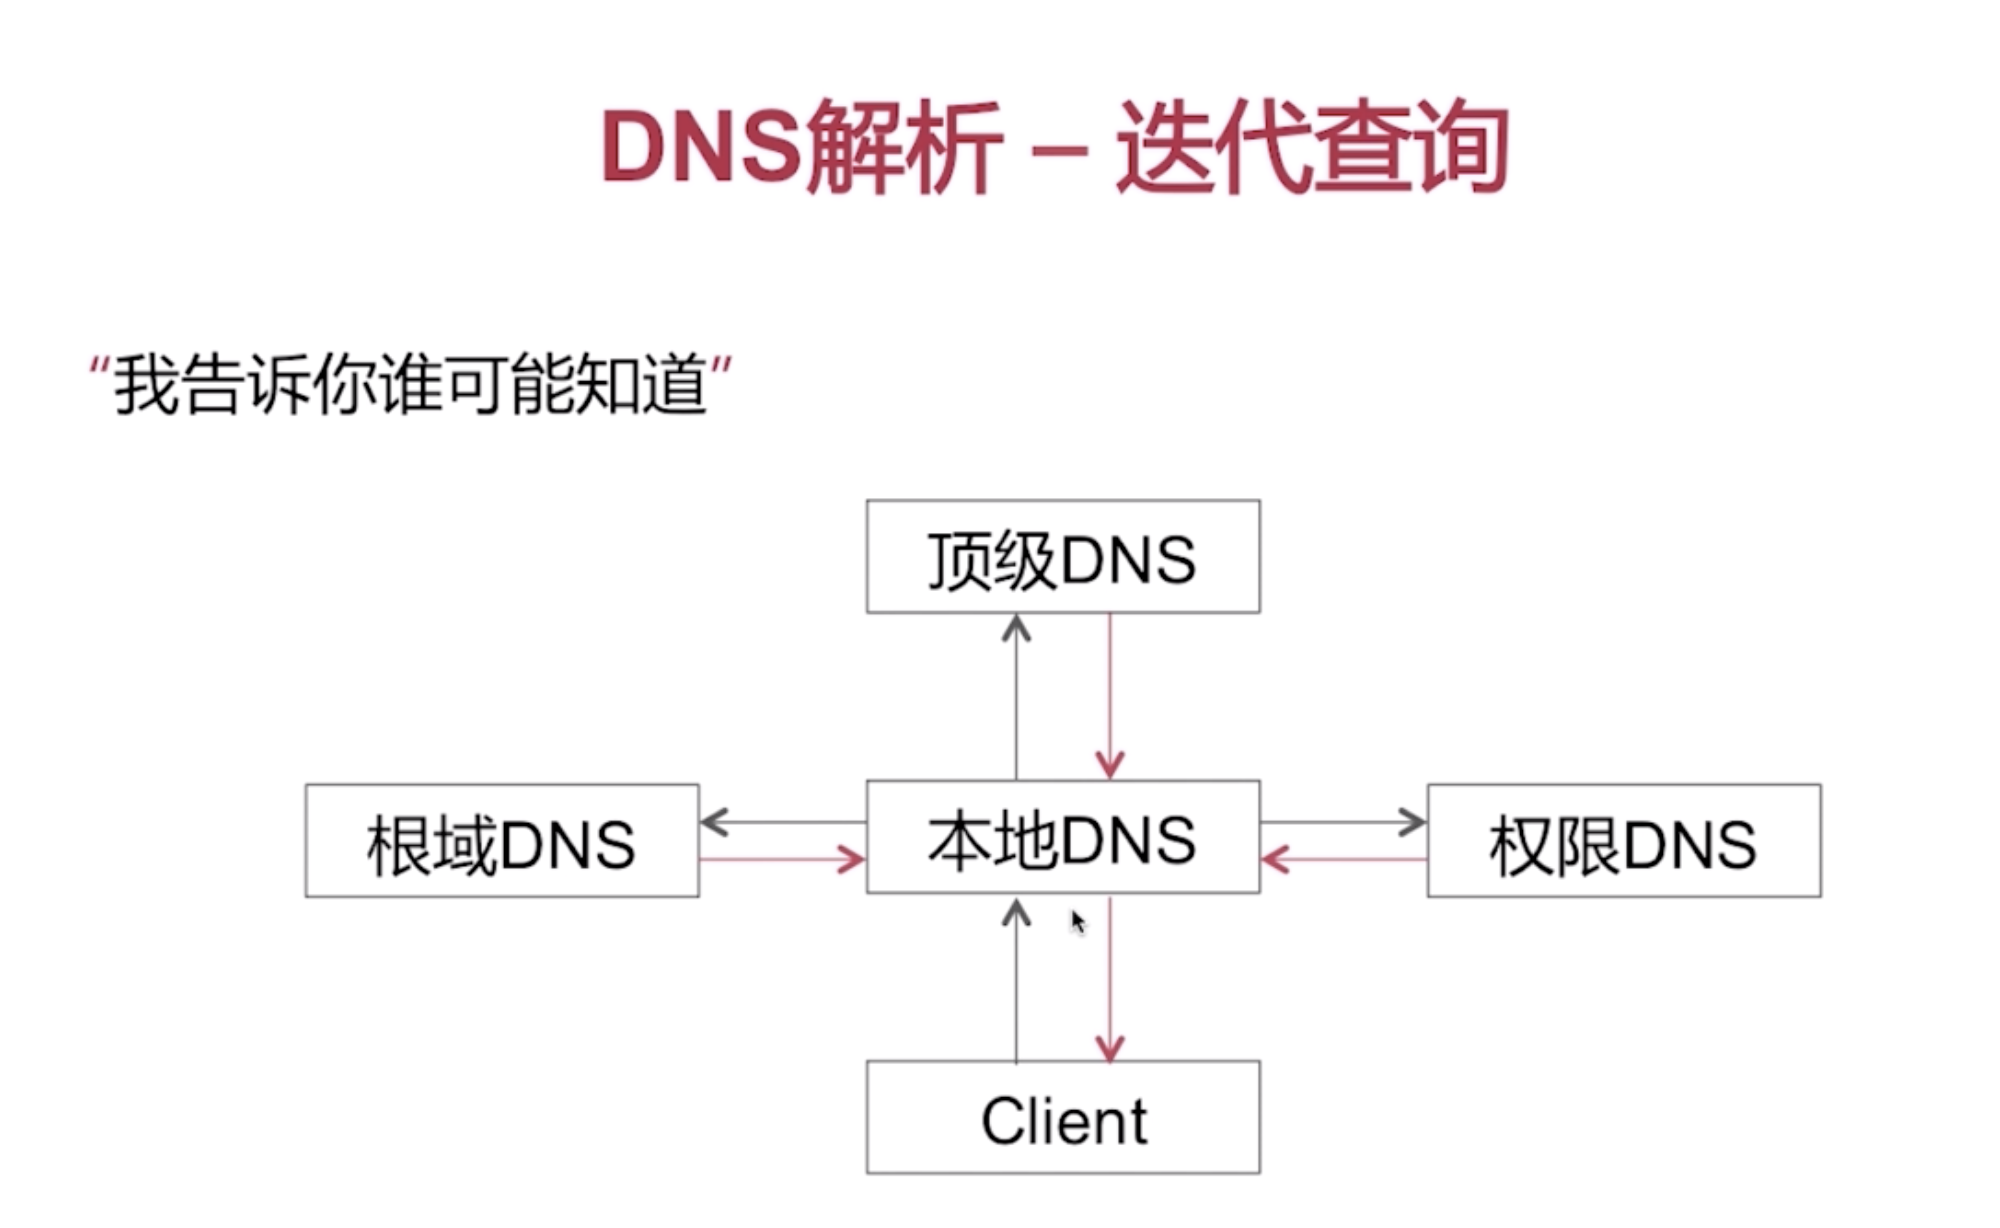 DNS解析 – 迭代查询
“我告诉你谁可能知道”
顶级DNS
根域DNS
本地DNS
权限DNS
Client